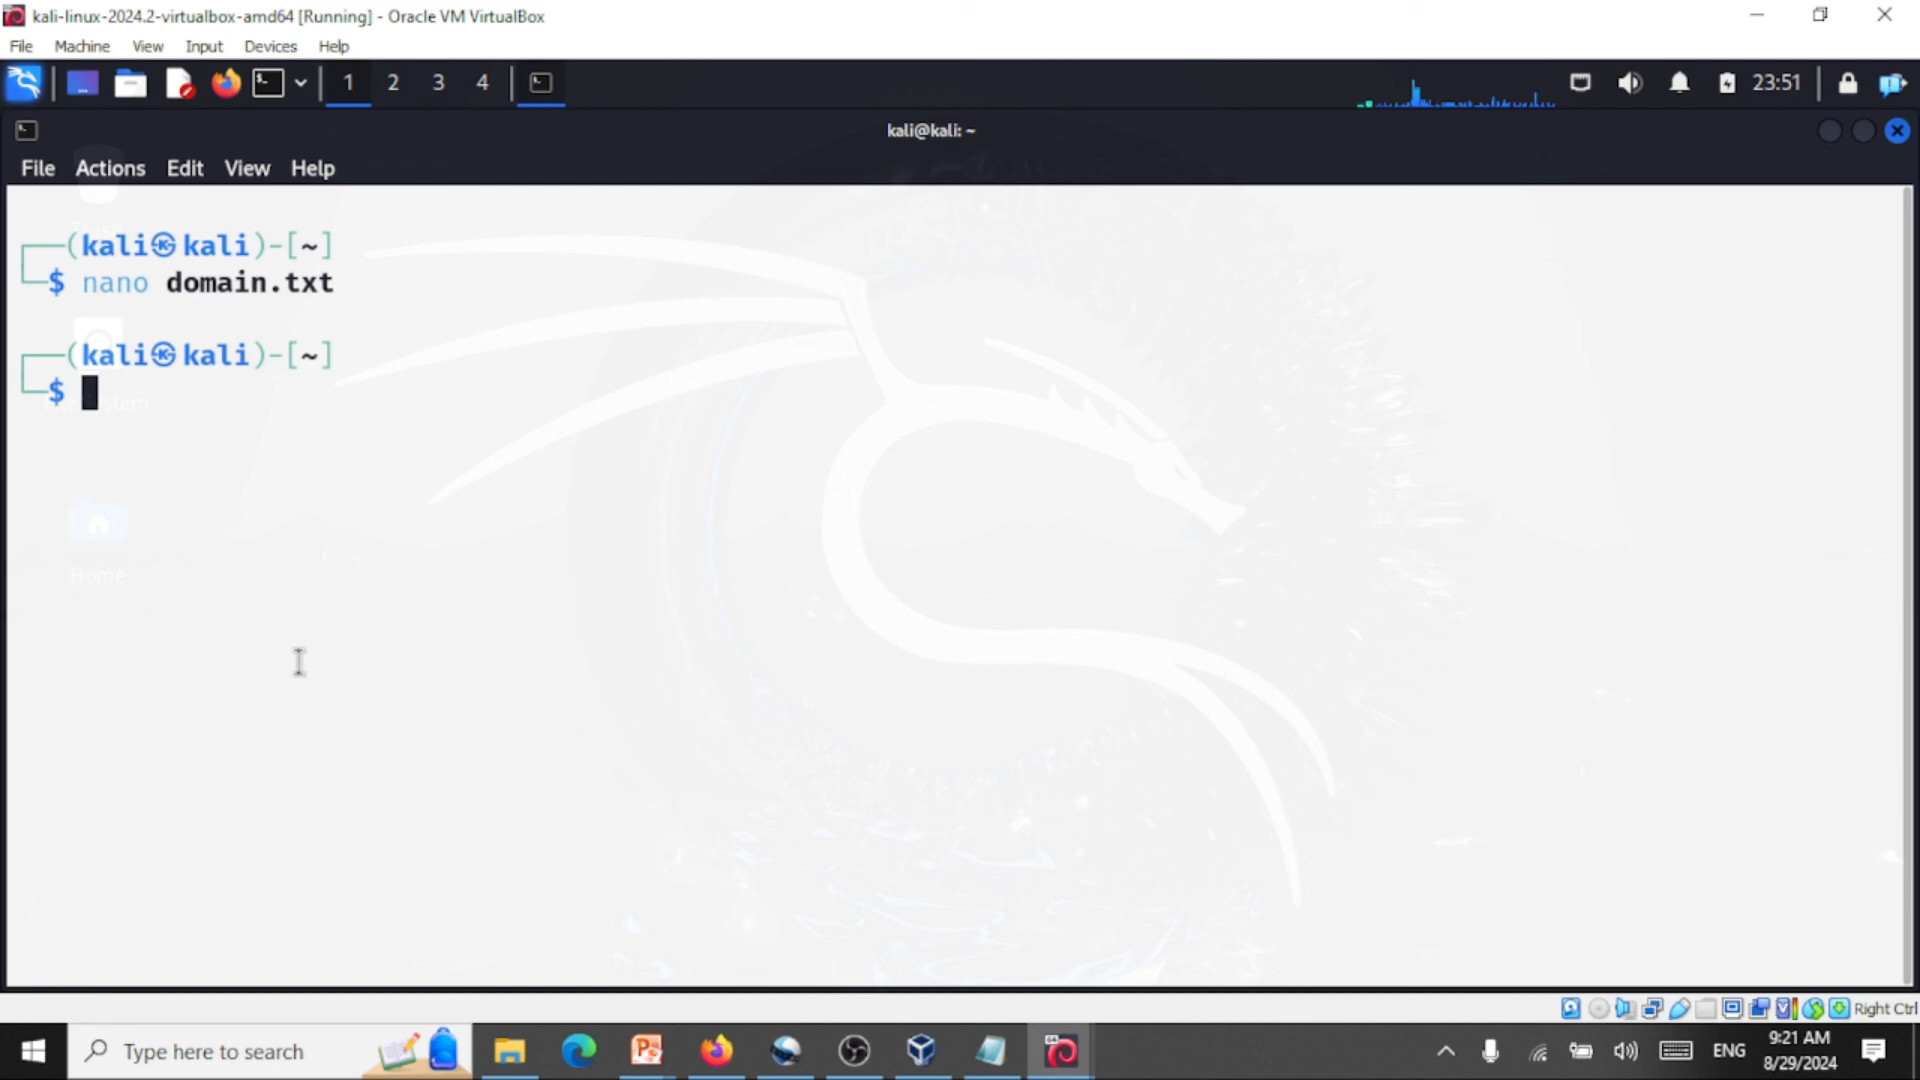 kali-linux-2024.2-virtualbox-amd64 [Running] - Oracle VM VirtualBox
File Machine View Input Devices Help
1 2 3 4 23:51
kali@kali: ~
File Actions Edit View Help
┌──(kali㉿kali)-[~]
└─$ nano domain.txt
┌──(kali㉿kali)-[~]
└─$
Home
Right Ctrl
Type here to search
ENG
9:21 AM
8/29/2024